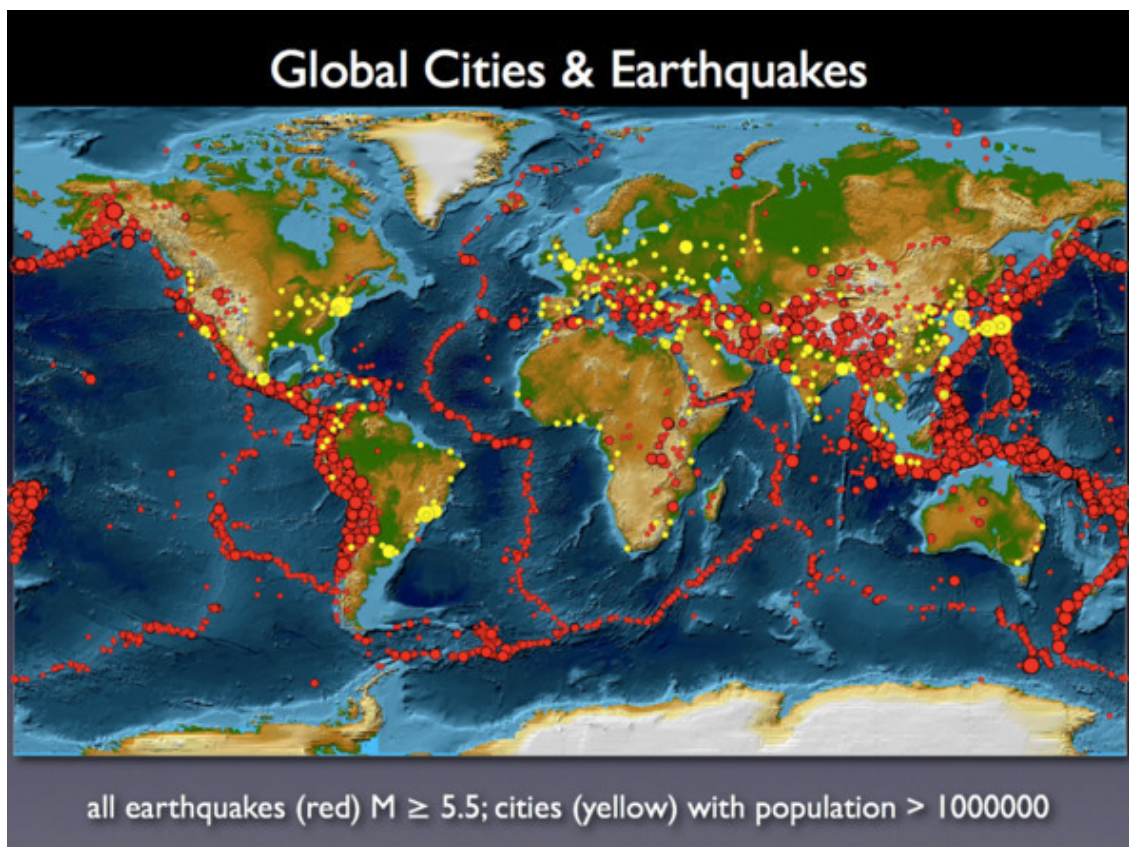 Global Cities & Earthquakes
all earthquakes (red) M ≥ 5.5; cities (yellow) with population > 1000000